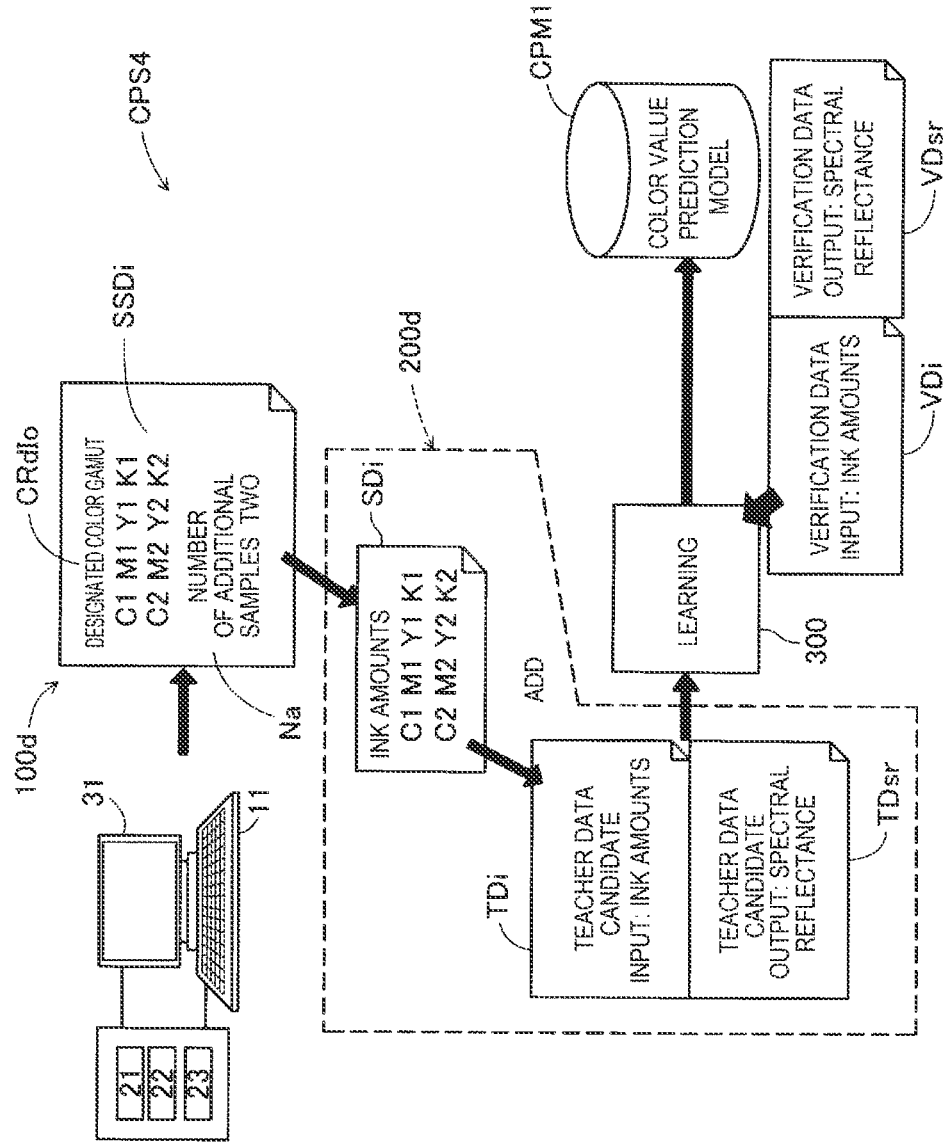 CPS4
100d
CRdlo
SSDi
DESIGNATED COLOR GAMUT
C1 M1 Y1 K1
C2 M2 Y2 K2
NUMBER
OF ADDITIONAL
SAMPLES TWO
Na
31
11
21
22
23
200d
SDi
INK AMOUNTS
C1 M1 Y1 K1
C2 M2 Y2 K2
ADD
TDi
TEACHER DATA
CANDIDATE
INPUT: INK AMOUNTS
TEACHER DATA
CANDIDATE
OUTPUT: SPECTRAL
REFLECTANCE
TDsr
LEARNING
300
CPM1
COLOR VALUE
PREDICTION
MODEL
VERIFICATION DATA
INPUT: INK AMOUNTS
VDi
VERIFICATION DATA
OUTPUT: SPECTRAL
REFLECTANCE
VDsr